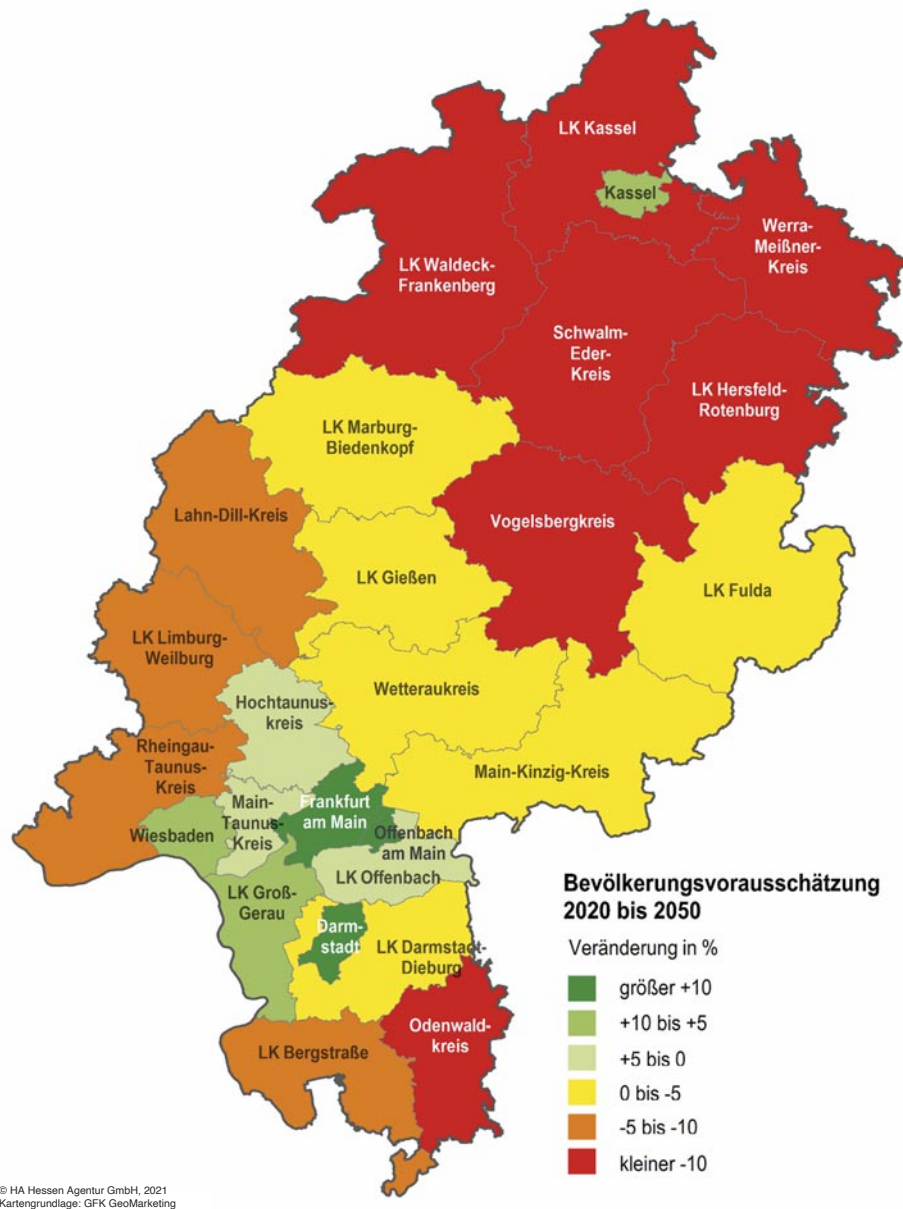 LK Kassel
Kassel
Werra-
Meißner-
Kreis
LK Waldeck-
Frankenberg
Schwalm-
Eder-
Kreis
LK Hersfeld-
Rotenburg
LK Marburg-
Biedenkopf
Lahn-Dill-Kreis
Vogelsbergkreis
LK Gießen
LK Fulda
LK Limburg-
Weilburg
Wetteraukreis
Hochtaunus-
kreis
Rheingau-
Taunus-
Kreis
Main-Kinzig-Kreis
Main-
Taunus-
Kreis
Frankfurt
am Main
Wiesbaden
Offenbach
am Main
LK Offenbach
LK Groß-
Gerau
Darm-
stadt
LK Darmstadt-
Dieburg
Odenwald-
kreis
LK Bergstraße
Bevölkerungsvorausschätzung
2020 bis 2050
Veränderung in %
größer +10
+10 bis +5
+5 bis 0
0 bis -5
-5 bis -10
kleiner -10
© HA Hessen Agentur GmbH, 2021
Kartengrundlage: GFK GeoMarketing